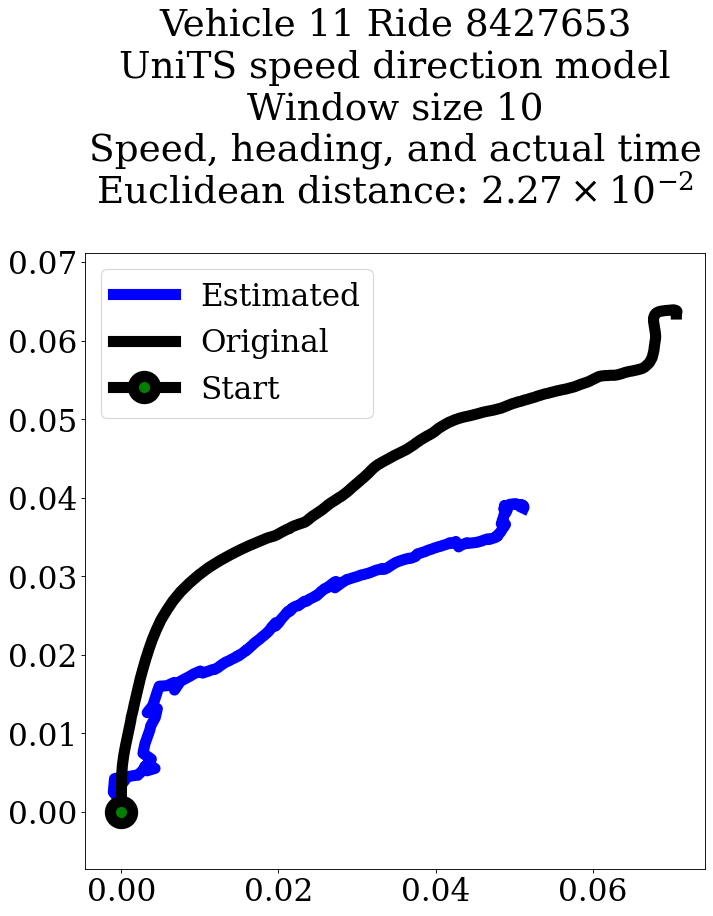 Vehicle 11 Ride 8427653
UniTS speed direction model
Window size 10
Speed, heading, and actual time
Euclidean distance: 2.27 × 10⁻²
0.07
0.06
0.05
0.04
0.03
0.02
0.01
0.00
Estimated
Original
Start
0.00 0.02 0.04 0.06